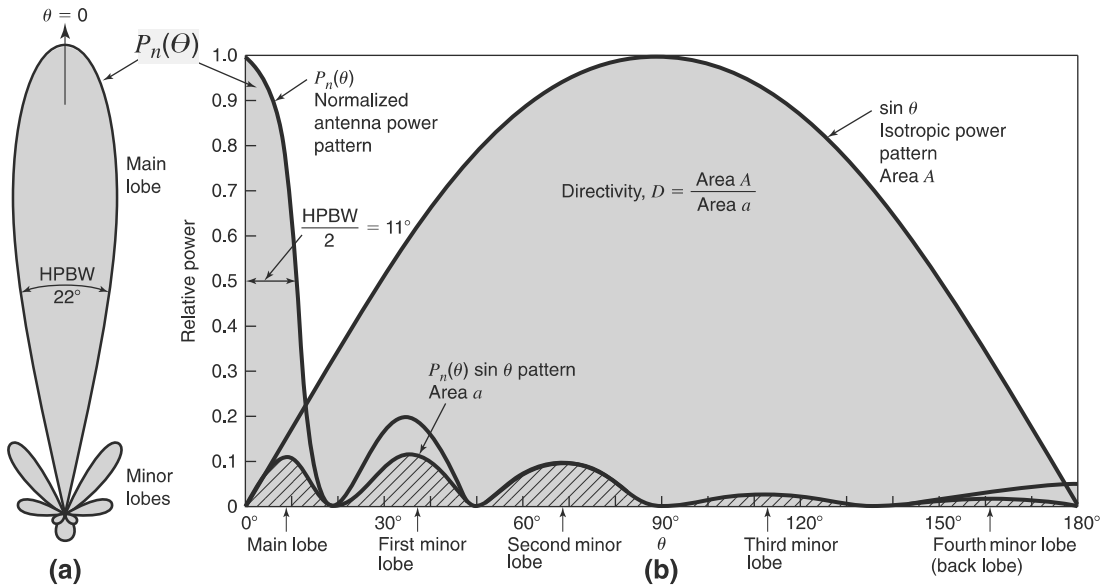 θ = 0
P_n(Θ)
Main
lobe
HPBW
22°
Minor
lobes
(a)
Relative power
1.0
0.9
0.8
0.7
0.6
0.5
0.4
0.3
0.2
0.1
0
P_n(θ)
Normalized
antenna power
pattern
HPBW
2
= 11°
Directivity, D = Area A
Area a
sin θ
Isotropic power
pattern
Area A
P_n(θ) sin θ pattern
Area a
0° 30° 60° 90° 120° 150° 180°
θ
Main lobe
First minor
lobe
Second minor
lobe
Third minor
lobe
Fourth minor lobe
(back lobe)
(b)